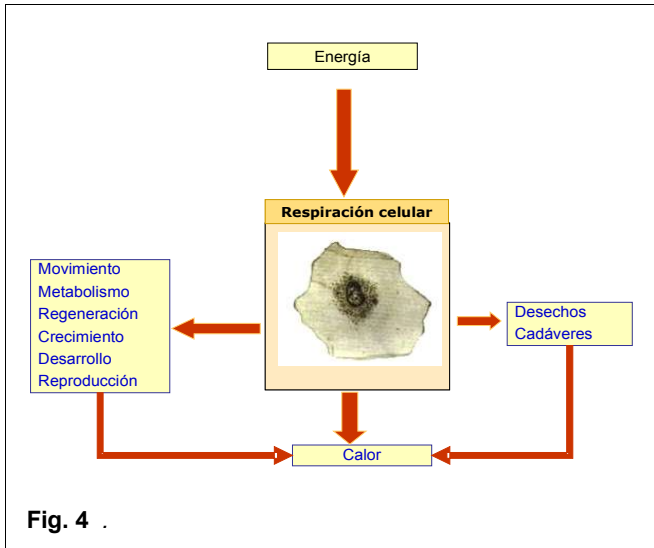 Energía
Respiración celular
Movimiento
Metabolismo
Regeneración
Crecimiento
Desarrollo
Reproducción
Desechos
Cadáveres
Calor
Fig. 4 .